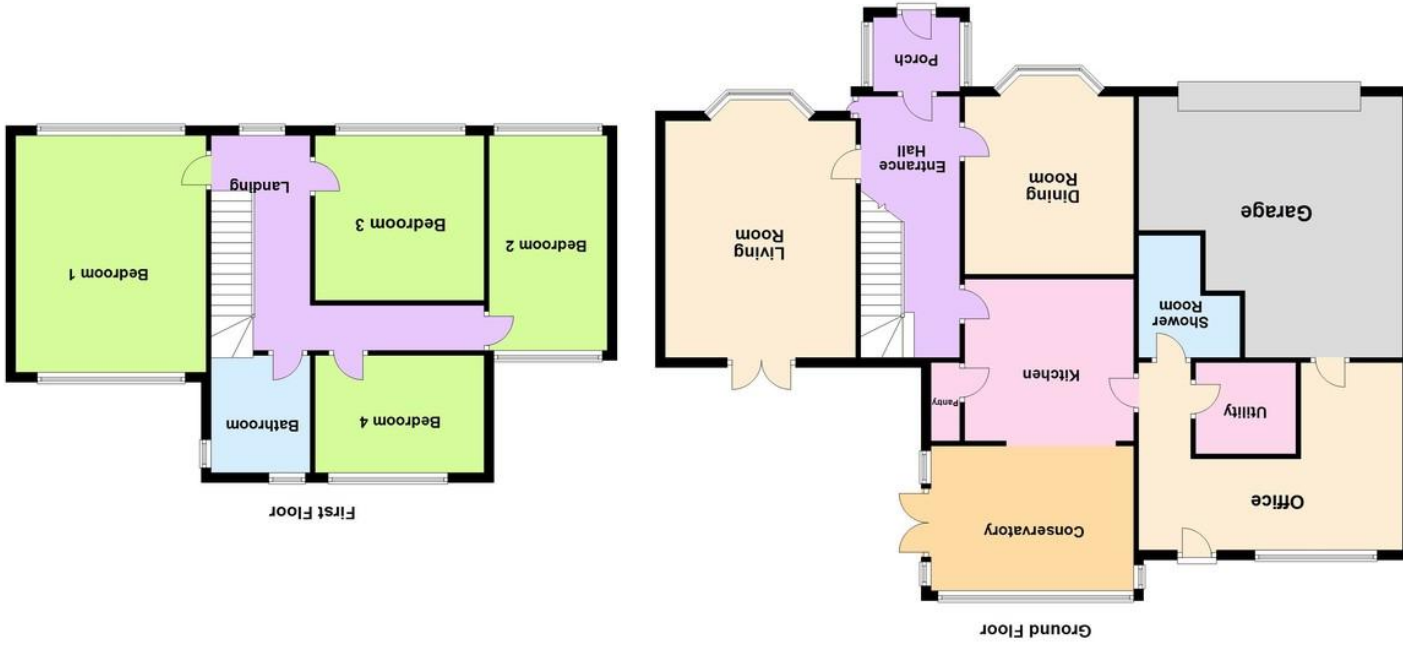 Ground Floor
Conservatory
Office
Utility
Kitchen
Pantry
Shower
Room
Garage
Dining
Room
Living
Room
Entrance
Hall
Porch
First Floor
Bedroom 4
Bathroom
Bedroom 2
Bedroom 3
Bedroom 1
Landing